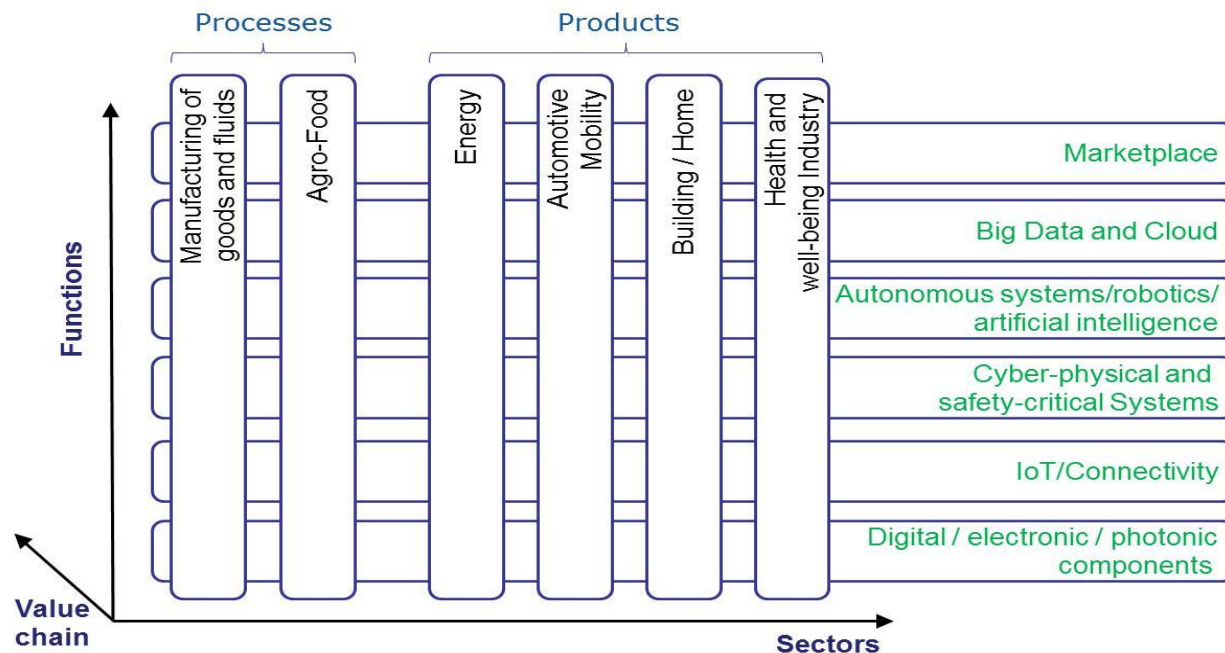 Processes
Products
Manufacturing of
goods and fluids
Agro-Food
Energy
Automotive
Mobility
Building / Home
Health and
well-being Industry
Marketplace
Big Data and Cloud
Autonomous systems/robotics/
artificial intelligence
Cyber-physical and
safety-critical Systems
IoT/Connectivity
Digital / electronic / photonic
components
Functions
Value
chain
Sectors